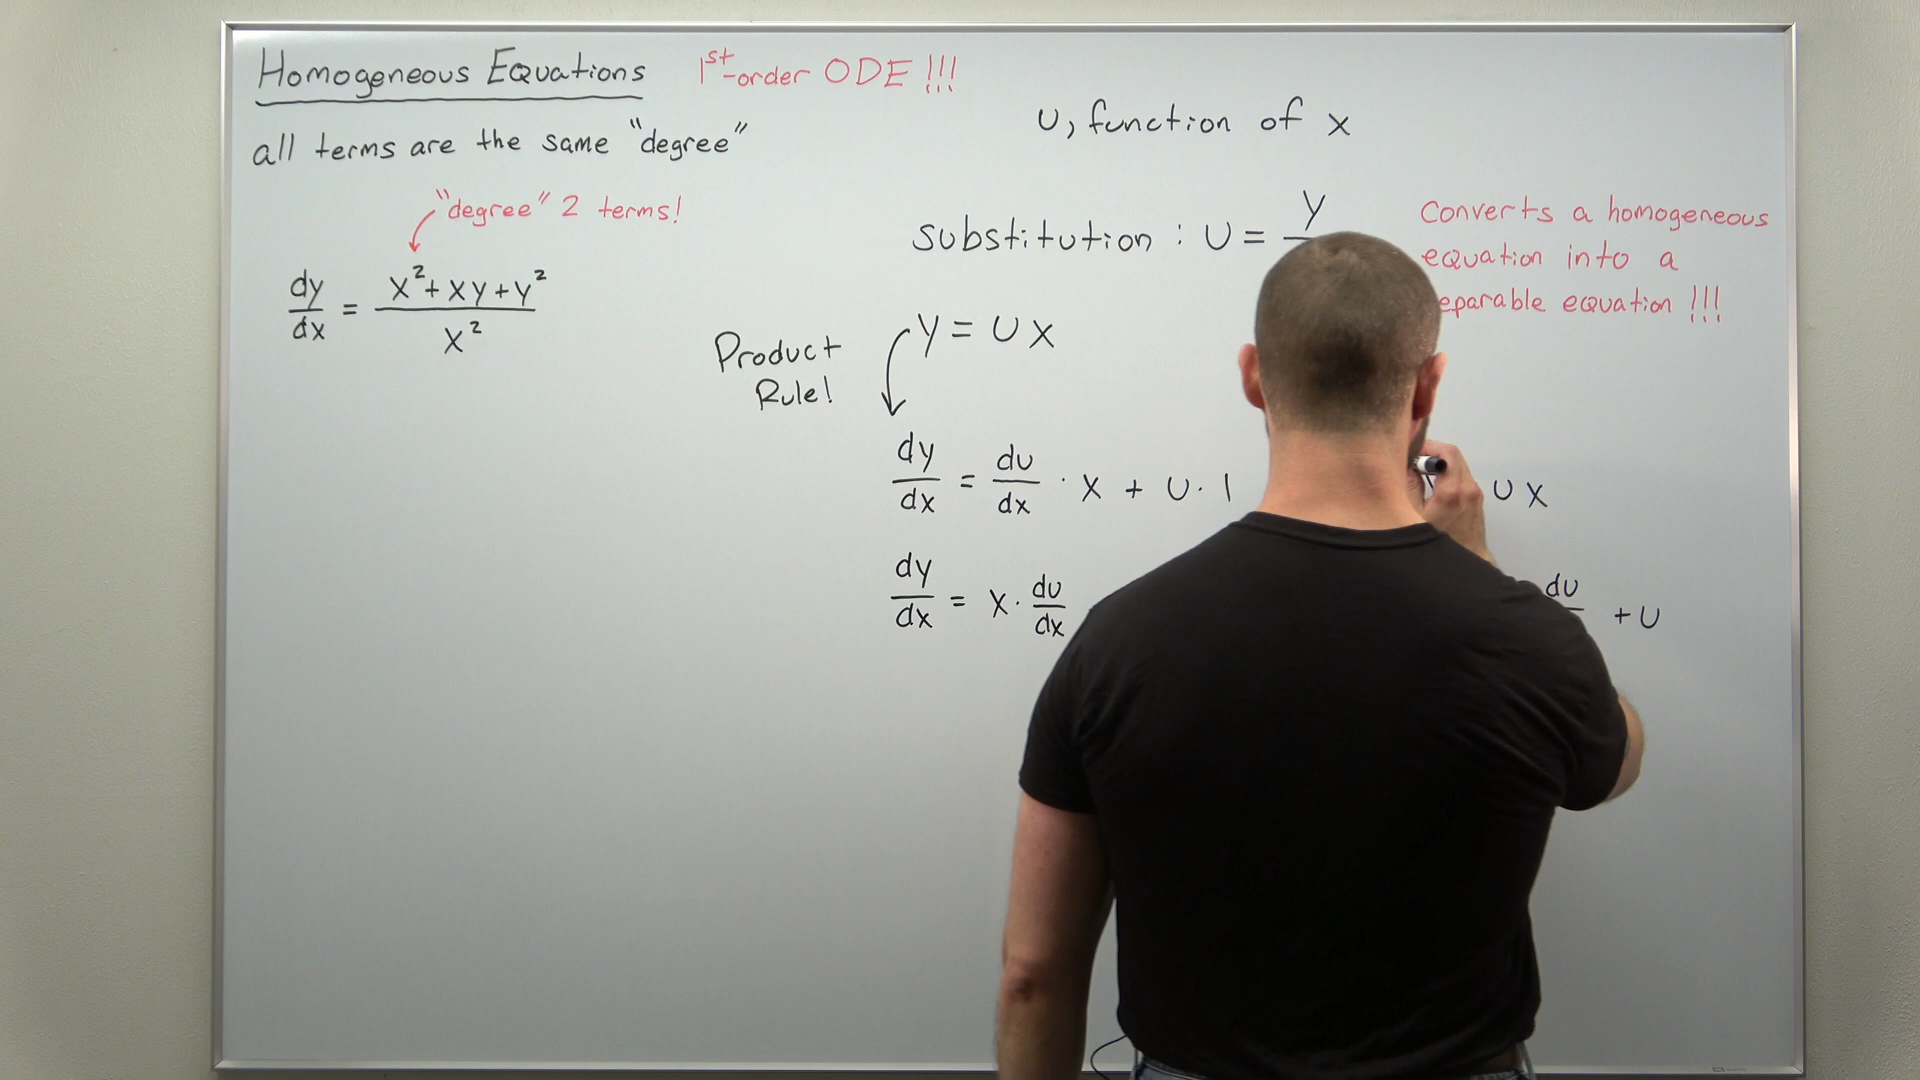 Homogeneous Equations 1st-order ODE !!!
all terms are the same "degree"
"degree" 2 terms!
dy/dx = (x² + xy + y²)/x²
u, function of x
substitution : u = y
Converts a homogeneous
equation into a
equation !!!
Product
Rule!
y = ux
dy/dx = du/dx · x + u · 1
ux
dy/dx = x · du/dx
du
+ u